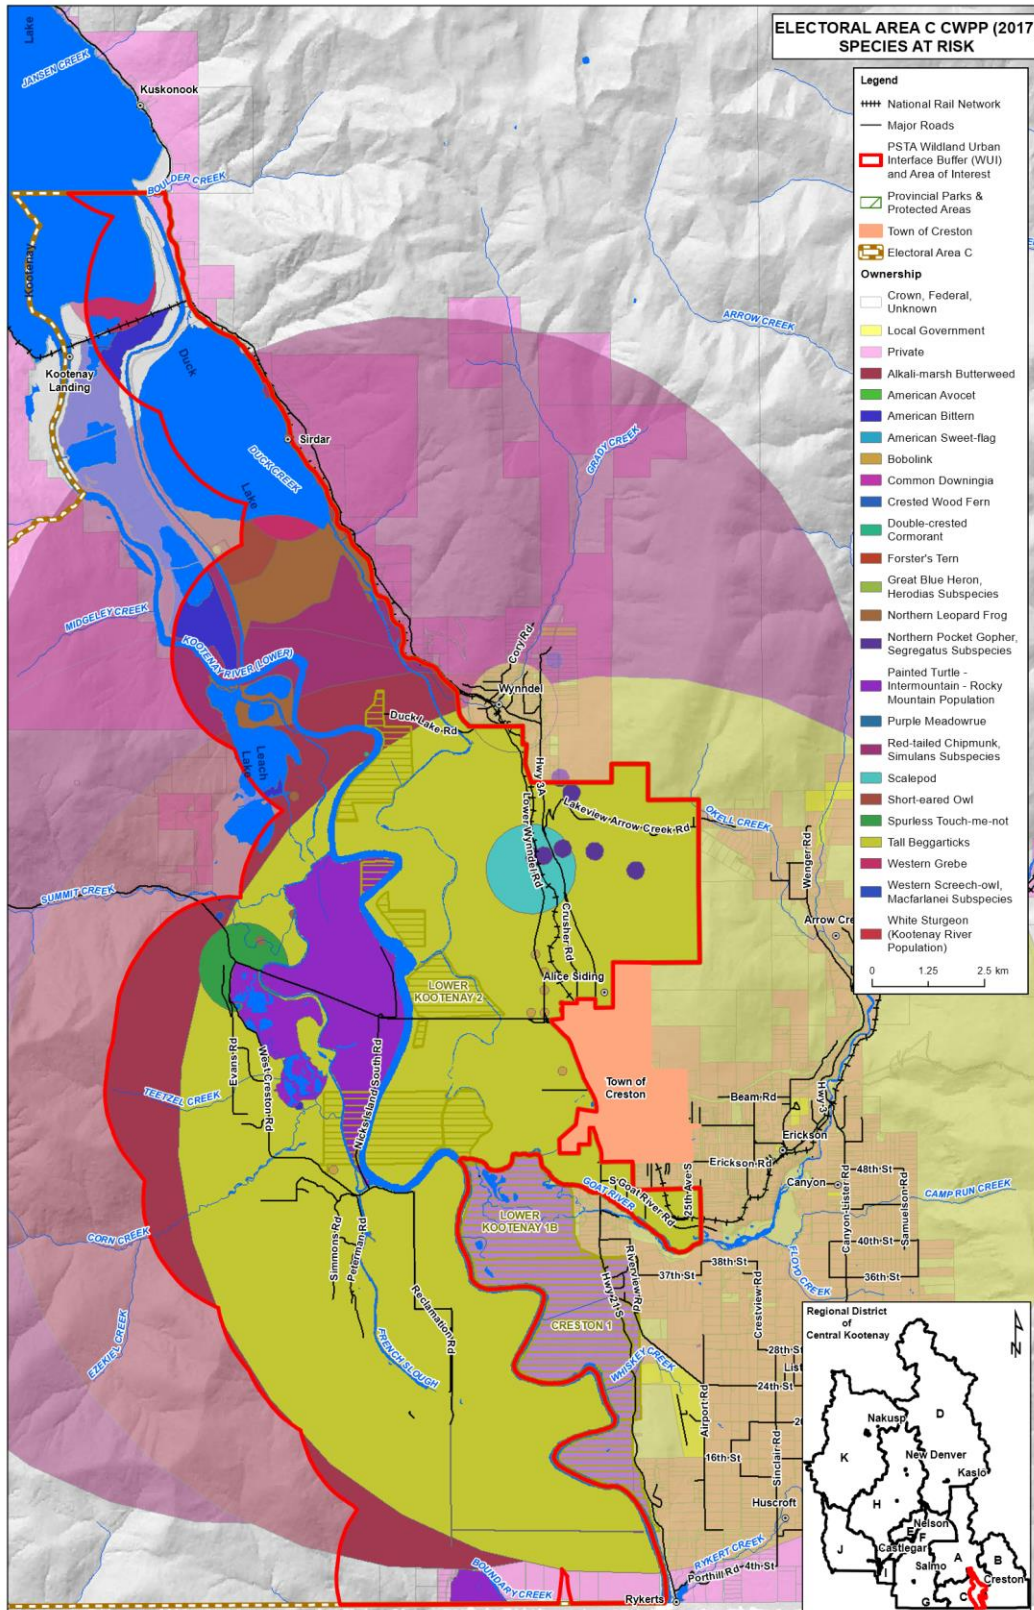 ELECTORAL AREA C CWPP (2017
SPECIES AT RISK
Legend
National Rail Network
Major Roads
PSTA Wildland Urban
Interface Buffer (WUI)
and Area of Interest
Provincial Parks &
Protected Areas
Town of Creston
Electoral Area C
Ownership
Crown, Federal,
Unknown
Local Government
Private
Alkali-marsh Butterweed
American Avocet
American Bittern
American Sweet-flag
Bobolink
Common Downingia
Crested Wood Fern
Double-crested
Cormorant
Forster's Tern
Great Blue Heron,
Herodias Subspecies
Northern Leopard Frog
Northern Pocket Gopher,
Segregatus Subspecies
Painted Turtle -
Intermountain - Rocky
Mountain Population
Purple Meadowrue
Red-tailed Chipmunk,
Simulans Subspecies
Scalepod
Short-eared Owl
Spurless Touch-me-not
Tall Beggarticks
Western Grebe
Western Screech-owl,
Macfarlanei Subspecies
White Sturgeon
(Kootenay River
Population)
0 1.25 2.5 km
Lake
JANSEN CREEK
Kuskonook
BOULDER CREEK
Kootenay
Kootenay
Landing
Duck
Sirdar
DUCK CREEK
Lake
ARROW CREEK
GRADY CREEK
MIDGELEY CREEK
KOOTENAY RIVER (LOWER)
Cory Rd
Wynndel
Duck Lake Rd
Leach
Lake
Hwy 3A
Lower Wynndel Rd
Lakeview Arrow Creek Rd
OKELL CREEK
Wenger Rd
Arrow Cre
SUMMIT CREEK
Crusher Rd
Alice Siding
LOWER
KOOTENAY 2
Evans Rd
West Creston Rd
Nicks Island South Rd
TEETZEL CREEK
Town of
Creston
Beam Rd
Hwy 3
Erickson
Erickson Rd
Canyon
48th St
Canyon-Lister Rd
Samuelson Rd
CAMP RUN CREEK
25th Ave S
S Goat River Rd
GOAT RIVER
LOWER
KOOTENAY 1B
CORN CREEK
Simmons Rd
Peterman Rd
Reclamation Rd
40th St
38th St
37th St
36th St
FLOYD CREEK
Riverview Rd
Hwy 21 S
Crestview Rd
EZEKIEL CREEK
FRENCH SLOUGH
CRESTON 1
WHISKEY CREEK
28th St
List
24th St
20
Airport Rd
16th St
Sinclair Rd
Huscroft
RYKERT CREEK
Porthill Rd
4th St
BOUNDARY CREEK
Rykerts
Regional District
of
Central Kootenay
N
D
Nakusp
K
New Denver
Kaslo
H
Nelson
E
F
Castlegar
J
I
Salmo
A
B
Creston
G
C